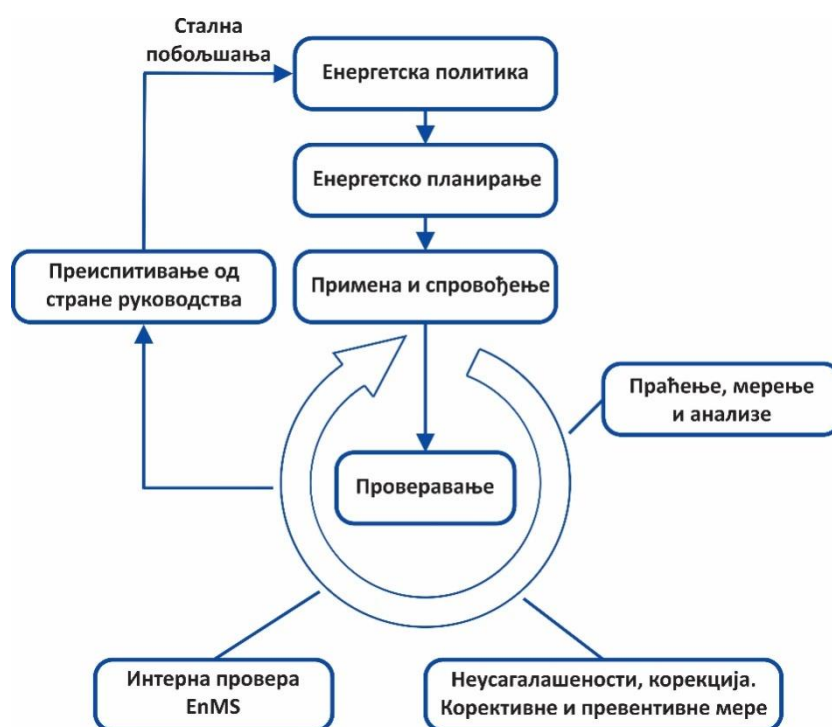 Стална
побољшања
Енергетска политика
Енергетско планирање
Преиспитивање од
стране руководства
Примена и спровођење
Праћење, мерење
и анализе
Проверавање
Интерна провера
EnMS
Неусагалашености, корекција.
Корективне и превентивне мере